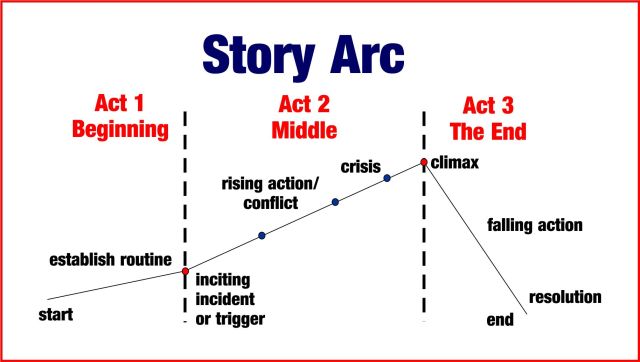 Story Arc
Act 1
Beginning
Act 2
Middle
Act 3
The End
crisis
climax
rising action/
conflict
falling action
establish routine
inciting
incident
or trigger
start
resolution
end